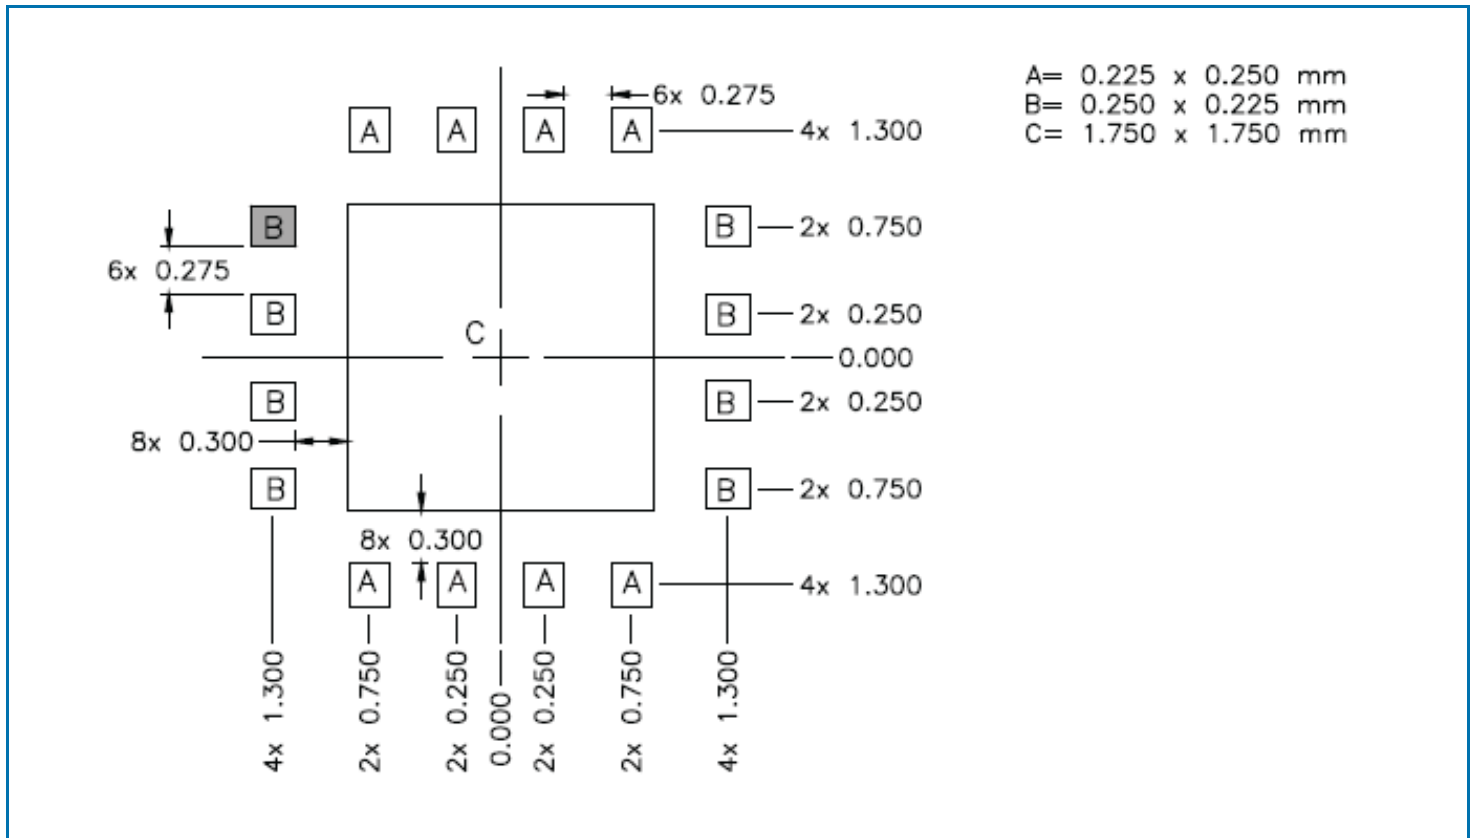 A= 0.225 x 0.250 mm
B= 0.250 x 0.225 mm
C= 1.750 x 1.750 mm
6x 0.275
A A A A 4x 1.300
B B 2x 0.750
6x 0.275
B B 2x 0.250
C
0.000
B B 2x 0.250
8x 0.300
B B 2x 0.750
8x 0.300
A A A A 4x 1.300
4x 1.300
2x 0.750
2x 0.250
0.000
2x 0.250
2x 0.750
4x 1.300